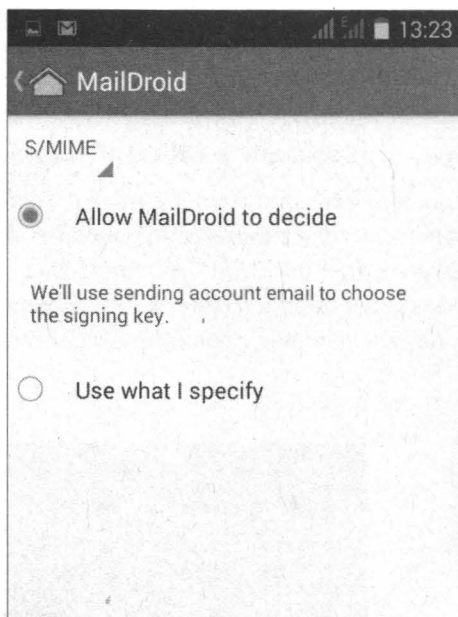 E
13:23
MailDroid
S/MIME
Allow MailDroid to decide
We'll use sending account email to choose
the signing key.
Use what I specify